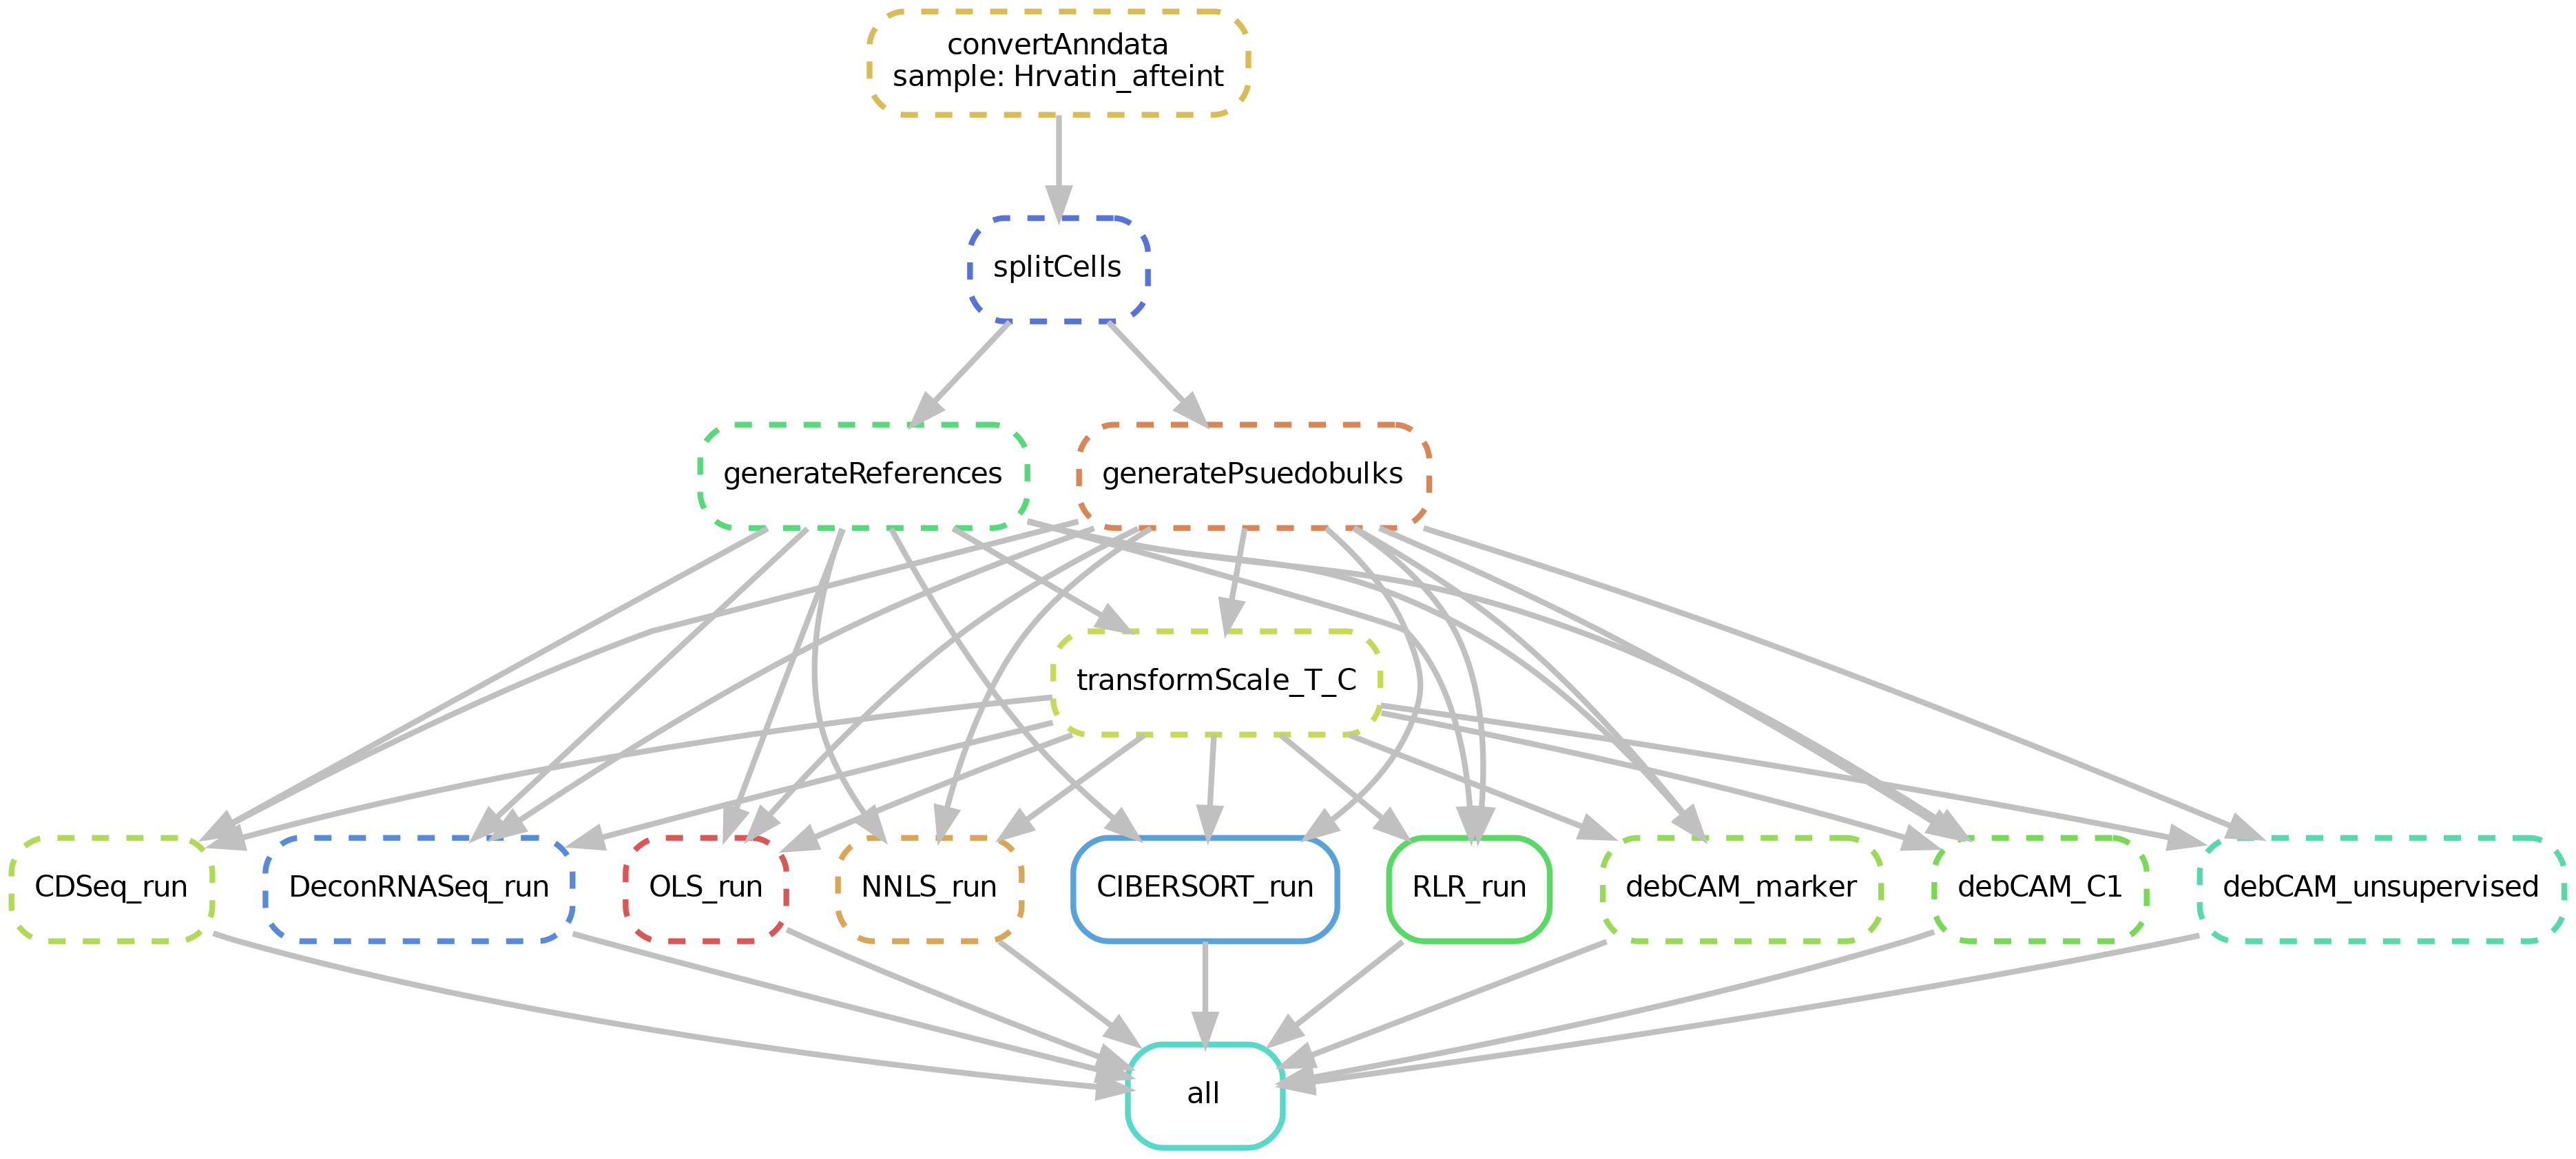 convertAnndata
sample: Hrvatin_afteint
splitCells
generateReferences
generatePsuedobulks
transformScale_T_C
CDSeq_run
DeconRNASeq_run
OLS_run
NNLS_run
CIBERSORT_run
RLR_run
debCAM_marker
debCAM_C1
debCAM_unsupervised
all